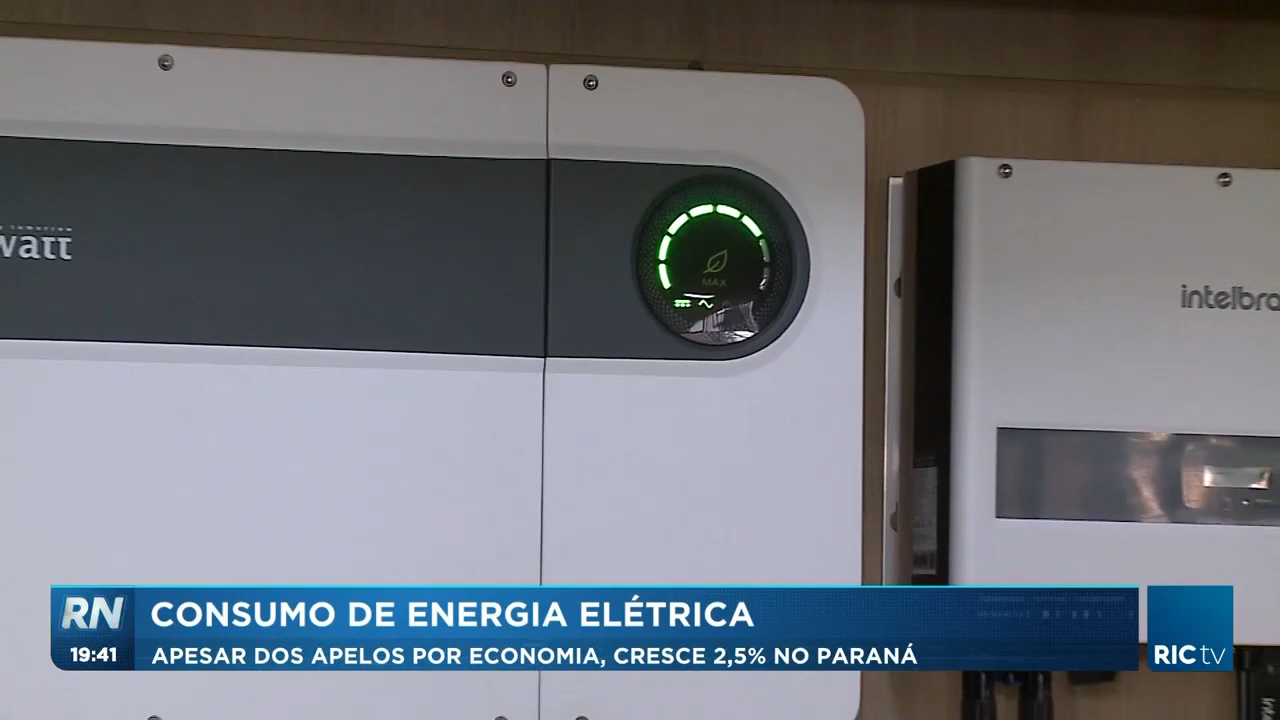 watt
MAX
intelbra
RN
CONSUMO DE ENERGIA ELÉTRICA
19:41
APESAR DOS APELOS POR ECONOMIA, CRESCE 2,5% NO PARANÁ
RICtv